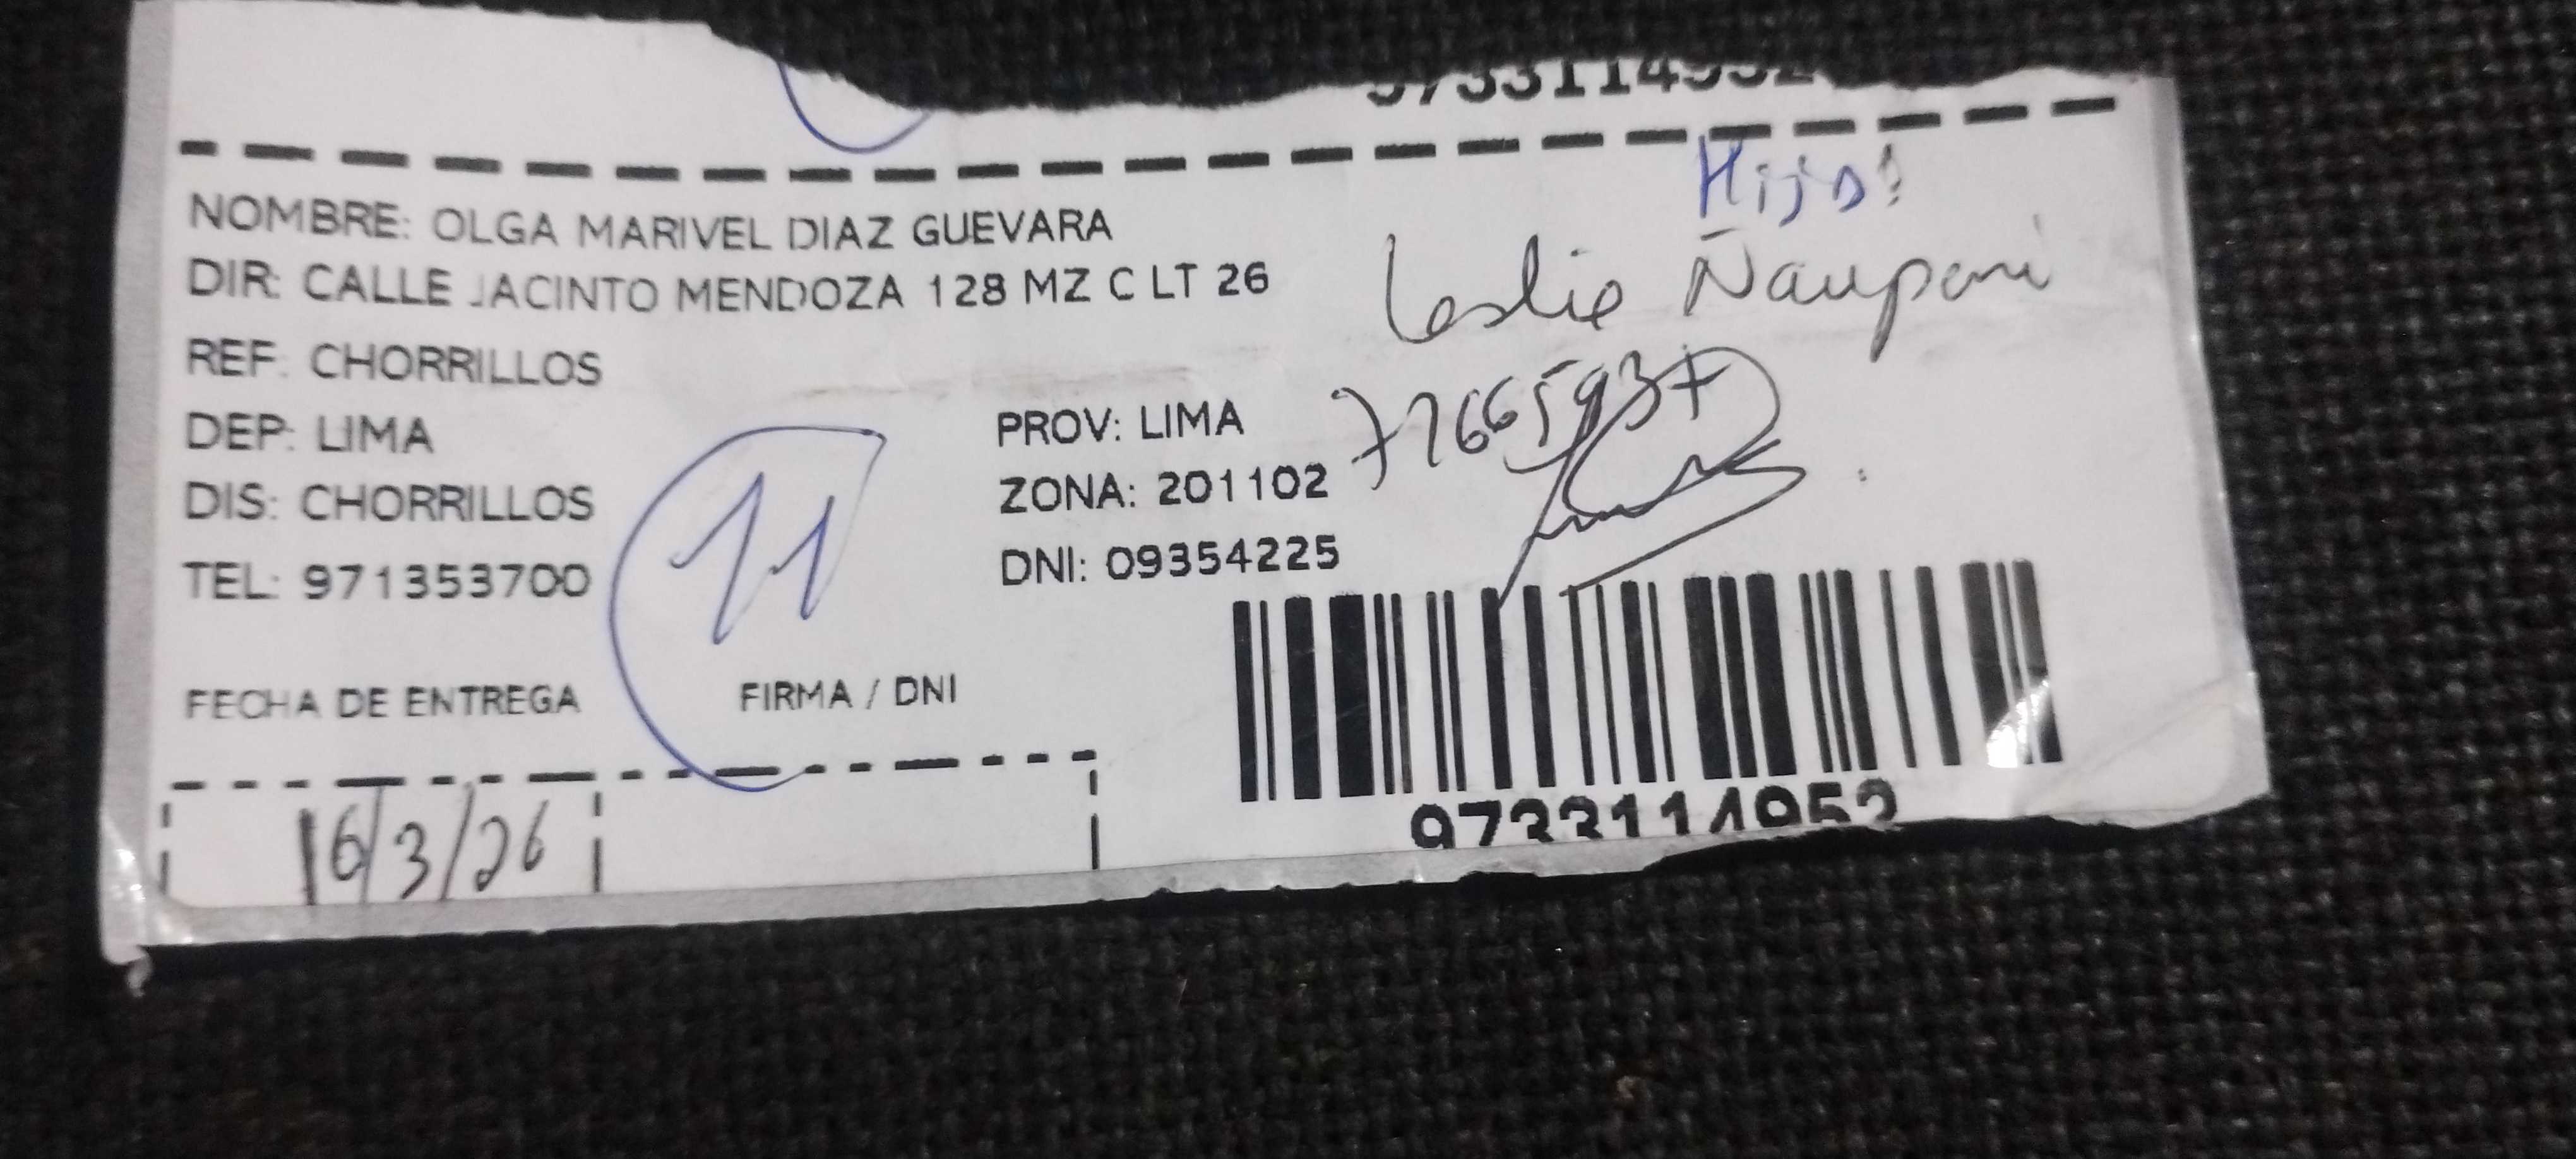 9733114952
Hijo!
NOMBRE: OLGA MARIVEL DIAZ GUEVARA
Leslie Ñaupari
DIR: CALLE JACINTO MENDOZA 128 MZ C LT 26
REF: CHORRILLOS
77665937
DEP: LIMA
PROV: LIMA
DIS: CHORRILLOS
ZONA: 201102
11
TEL: 971353700
DNI: 09354225
FECHA DE ENTREGA
FIRMA / DNI
16/3/26
9733114952